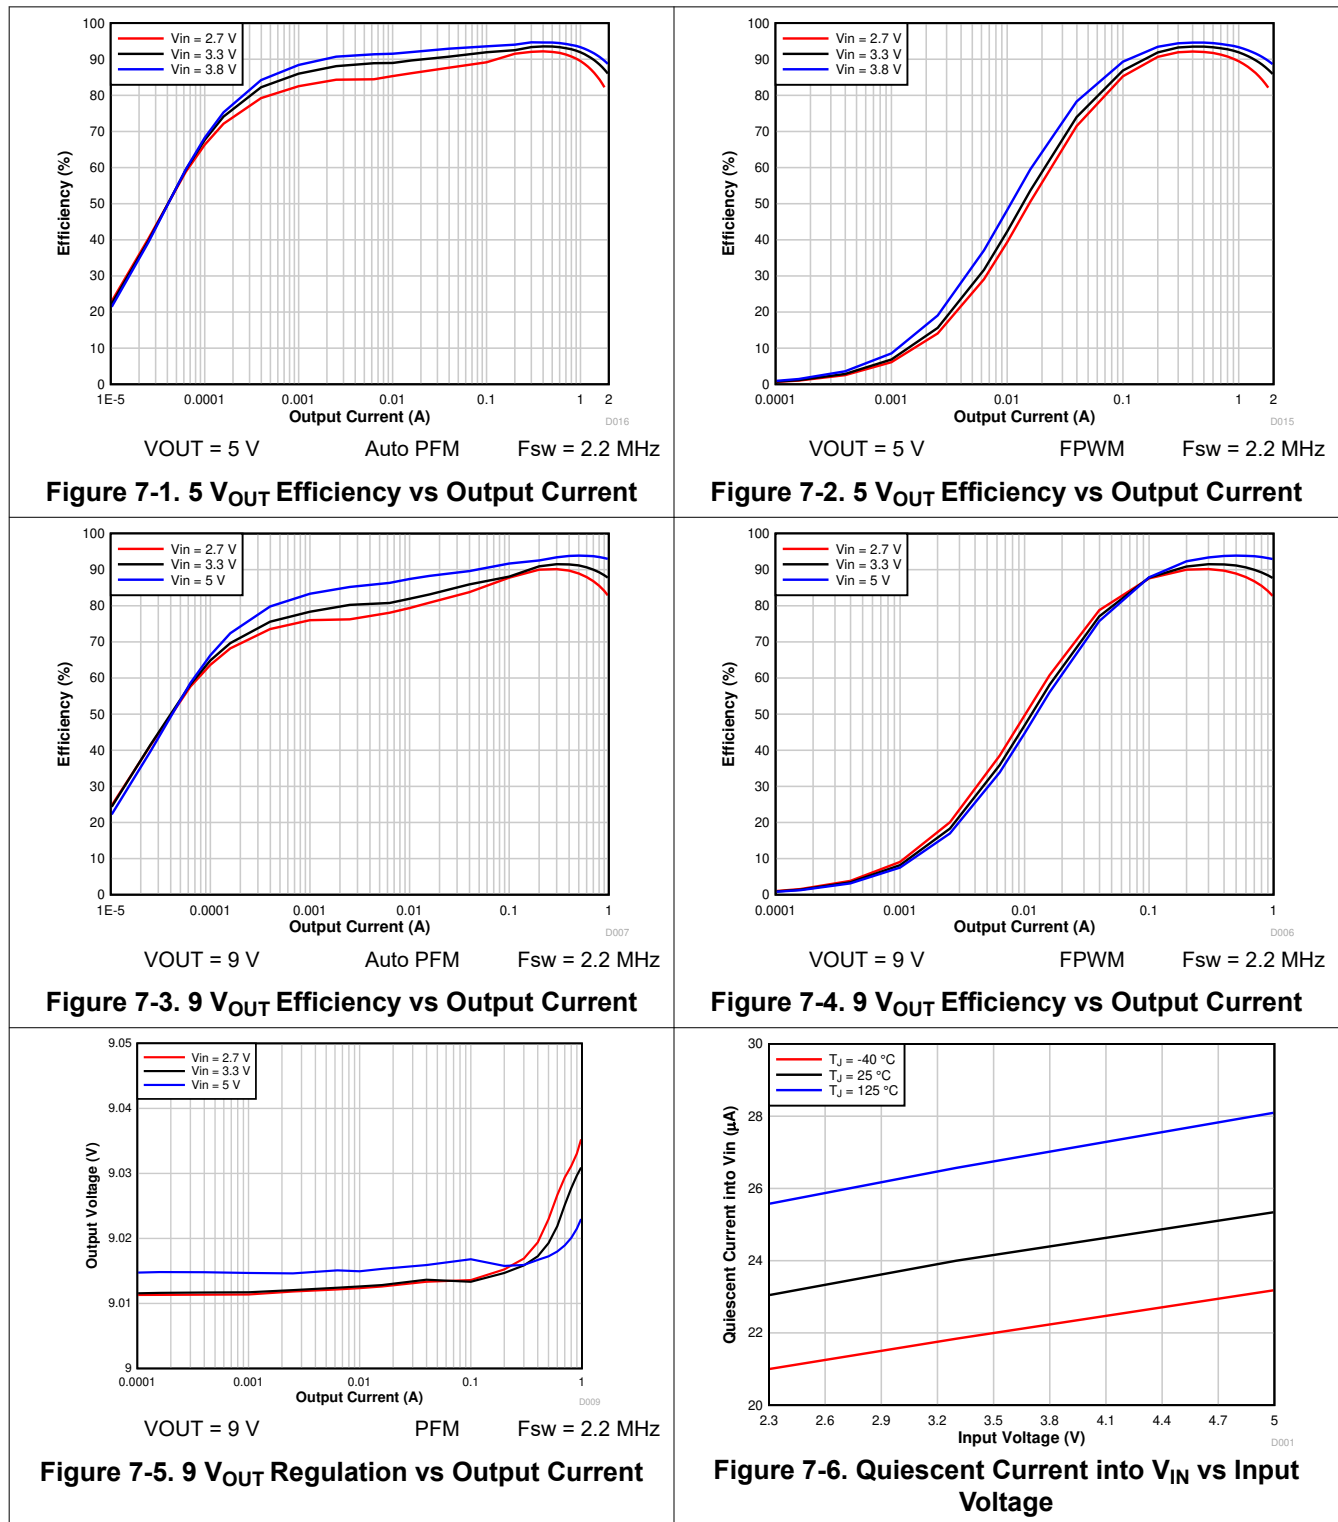 100
90
80
70
60
50
40
30
20
10
0
Efficiency (%)
Vin = 2.7 V
Vin = 3.3 V
Vin = 3.8 V
1E-5 0.0001 0.001 0.01 0.1 1 2
Output Current (A)
D016
VOUT = 5 V Auto PFM Fsw = 2.2 MHz
Figure 7-1. 5 VOUT Efficiency vs Output Current
100
90
80
70
60
50
40
30
20
10
0
Efficiency (%)
Vin = 2.7 V
Vin = 3.3 V
Vin = 3.8 V
0.0001 0.001 0.01 0.1 1 2
Output Current (A)
D015
VOUT = 5 V FPWM Fsw = 2.2 MHz
Figure 7-2. 5 VOUT Efficiency vs Output Current
100
90
80
70
60
50
40
30
20
10
0
Efficiency (%)
Vin = 2.7 V
Vin = 3.3 V
Vin = 5 V
1E-5 0.0001 0.001 0.01 0.1 1
Output Current (A)
D007
VOUT = 9 V Auto PFM Fsw = 2.2 MHz
Figure 7-3. 9 VOUT Efficiency vs Output Current
100
90
80
70
60
50
40
30
20
10
0
Efficiency (%)
Vin = 2.7 V
Vin = 3.3 V
Vin = 5 V
0.0001 0.001 0.01 0.1 1
Output Current (A)
D006
VOUT = 9 V FPWM Fsw = 2.2 MHz
Figure 7-4. 9 VOUT Efficiency vs Output Current
9.05
9.04
9.03
9.02
9.01
9
Output Voltage (V)
Vin = 2.7 V
Vin = 3.3 V
Vin = 5 V
0.0001 0.001 0.01 0.1 1
Output Current (A)
D009
VOUT = 9 V PFM Fsw = 2.2 MHz
Figure 7-5. 9 VOUT Regulation vs Output Current
30
28
26
24
22
20
Quiescent Current into Vin (µA)
TJ = -40 °C
TJ = 25 °C
TJ = 125 °C
2.3 2.6 2.9 3.2 3.5 3.8 4.1 4.4 4.7 5
Input Voltage (V)
D001
Figure 7-6. Quiescent Current into VIN vs Input
Voltage